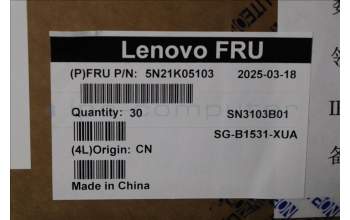 Lenovo FRU
(P)FRU P/N: 5N21K05103 2025-03-18
Quantity: 30 SN3103B01
SG-B1531-XUA
(4L)Origin: CN
Made in China
LITEON